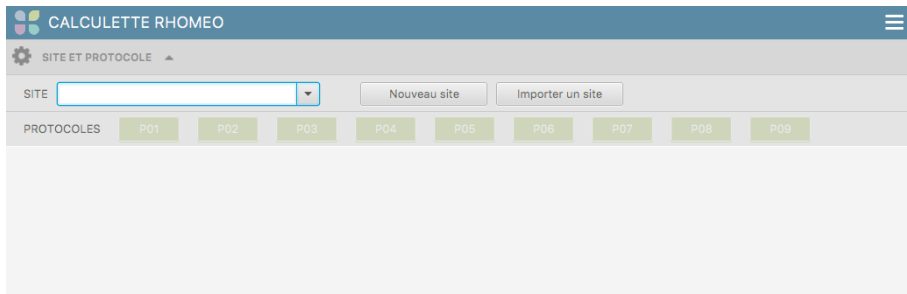 CALCULETTE RHOMEO
SITE ET PROTOCOLE
SITE Nouveau site Importer un site
PROTOCOLES P01 P02 P03 P04 P05 P06 P07 P08 P09